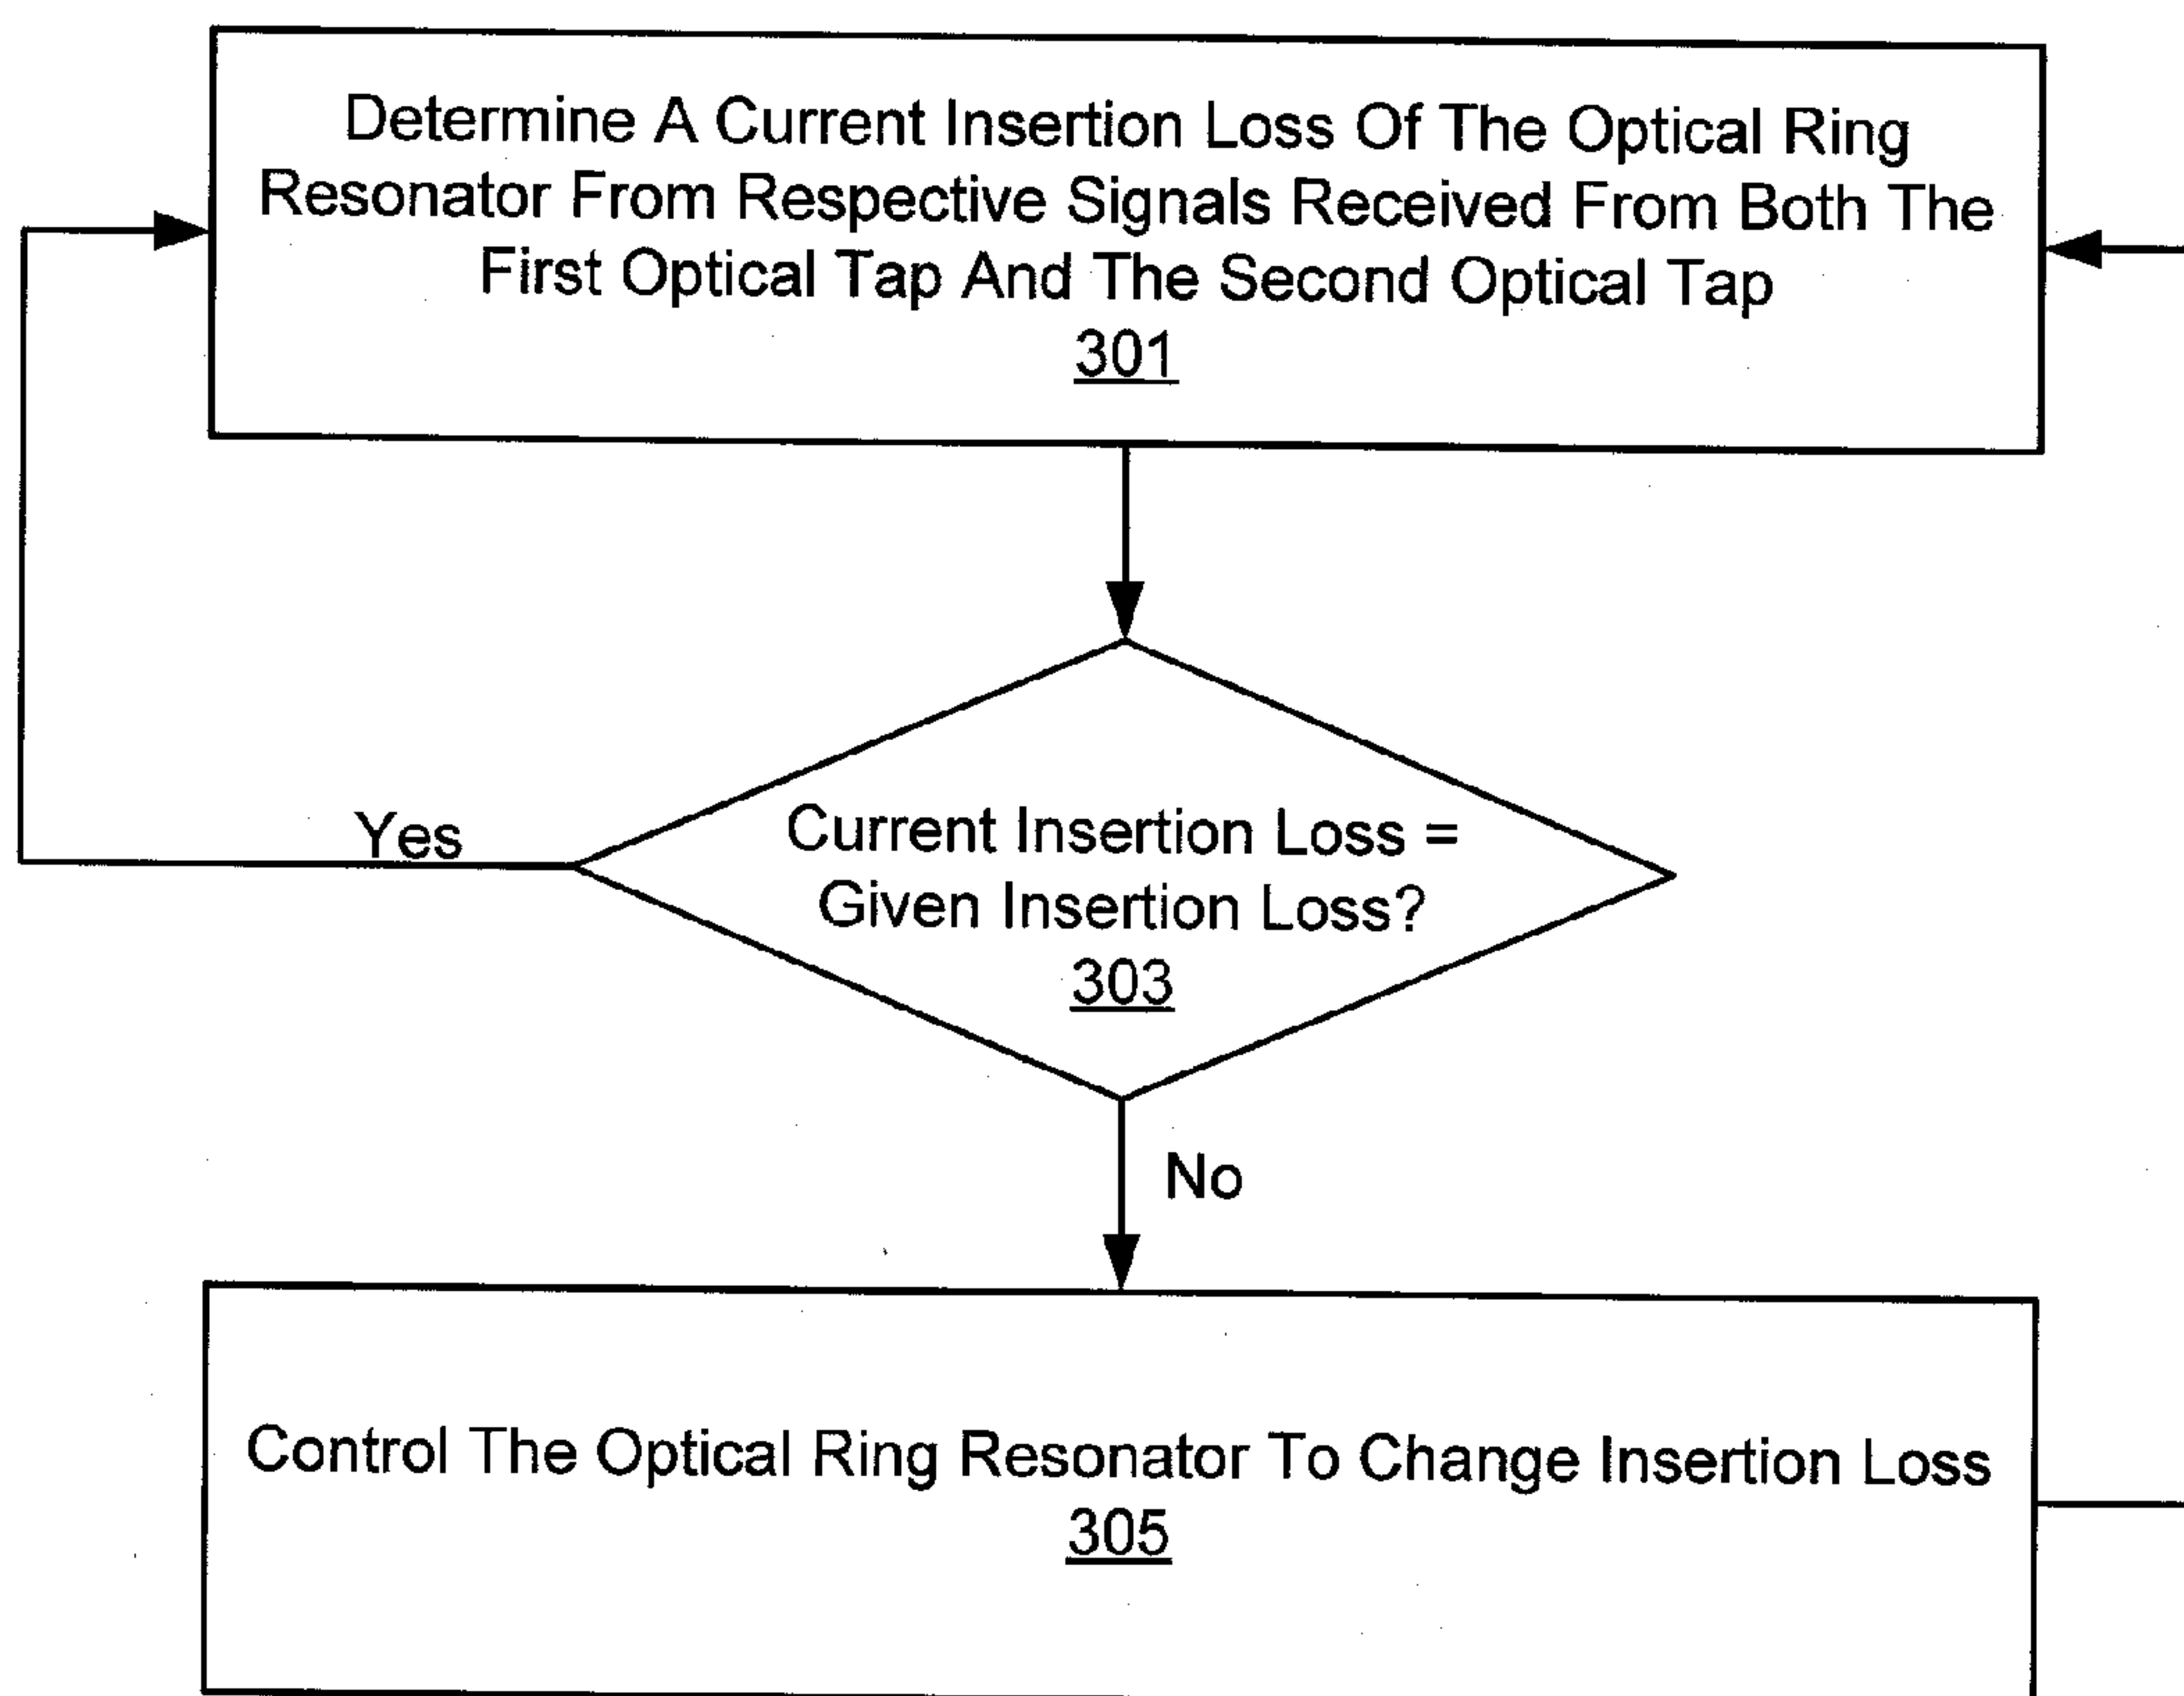 Determine A Current Insertion Loss Of The Optical Ring
Resonator From Respective Signals Received From Both The
First Optical Tap And The Second Optical Tap
301
Yes
Current Insertion Loss =
Given Insertion Loss?
303
No
Control The Optical Ring Resonator To Change Insertion Loss
305